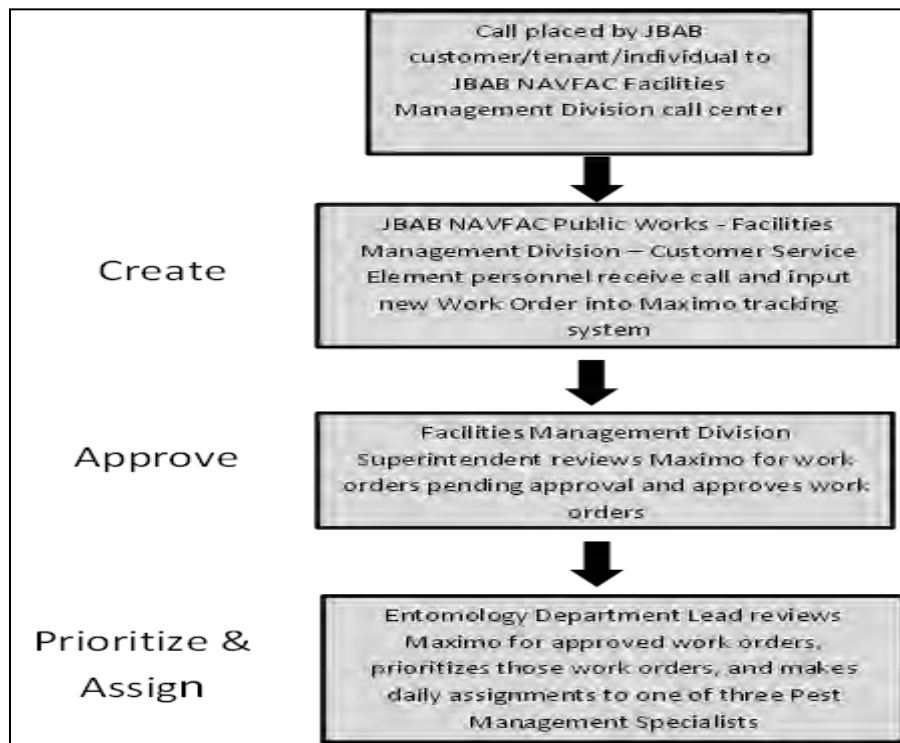 Call placed by JBAB
customer/tenant/individual to
JBAB NAVFAC Facilities
Management Division call center
Create
JBAB NAVFAC Public Works - Facilities
Management Division – Customer Service
Element personnel receive call and input
new Work Order into Maximo tracking
system
Approve
Facilities Management Division
Superintendent reviews Maximo for work
orders pending approval and approves work
orders
Prioritize &
Assign
Entomology Department Lead reviews
Maximo for approved work orders,
prioritizes those work orders, and makes
daily assignments to one of three Pest
Management Specialists